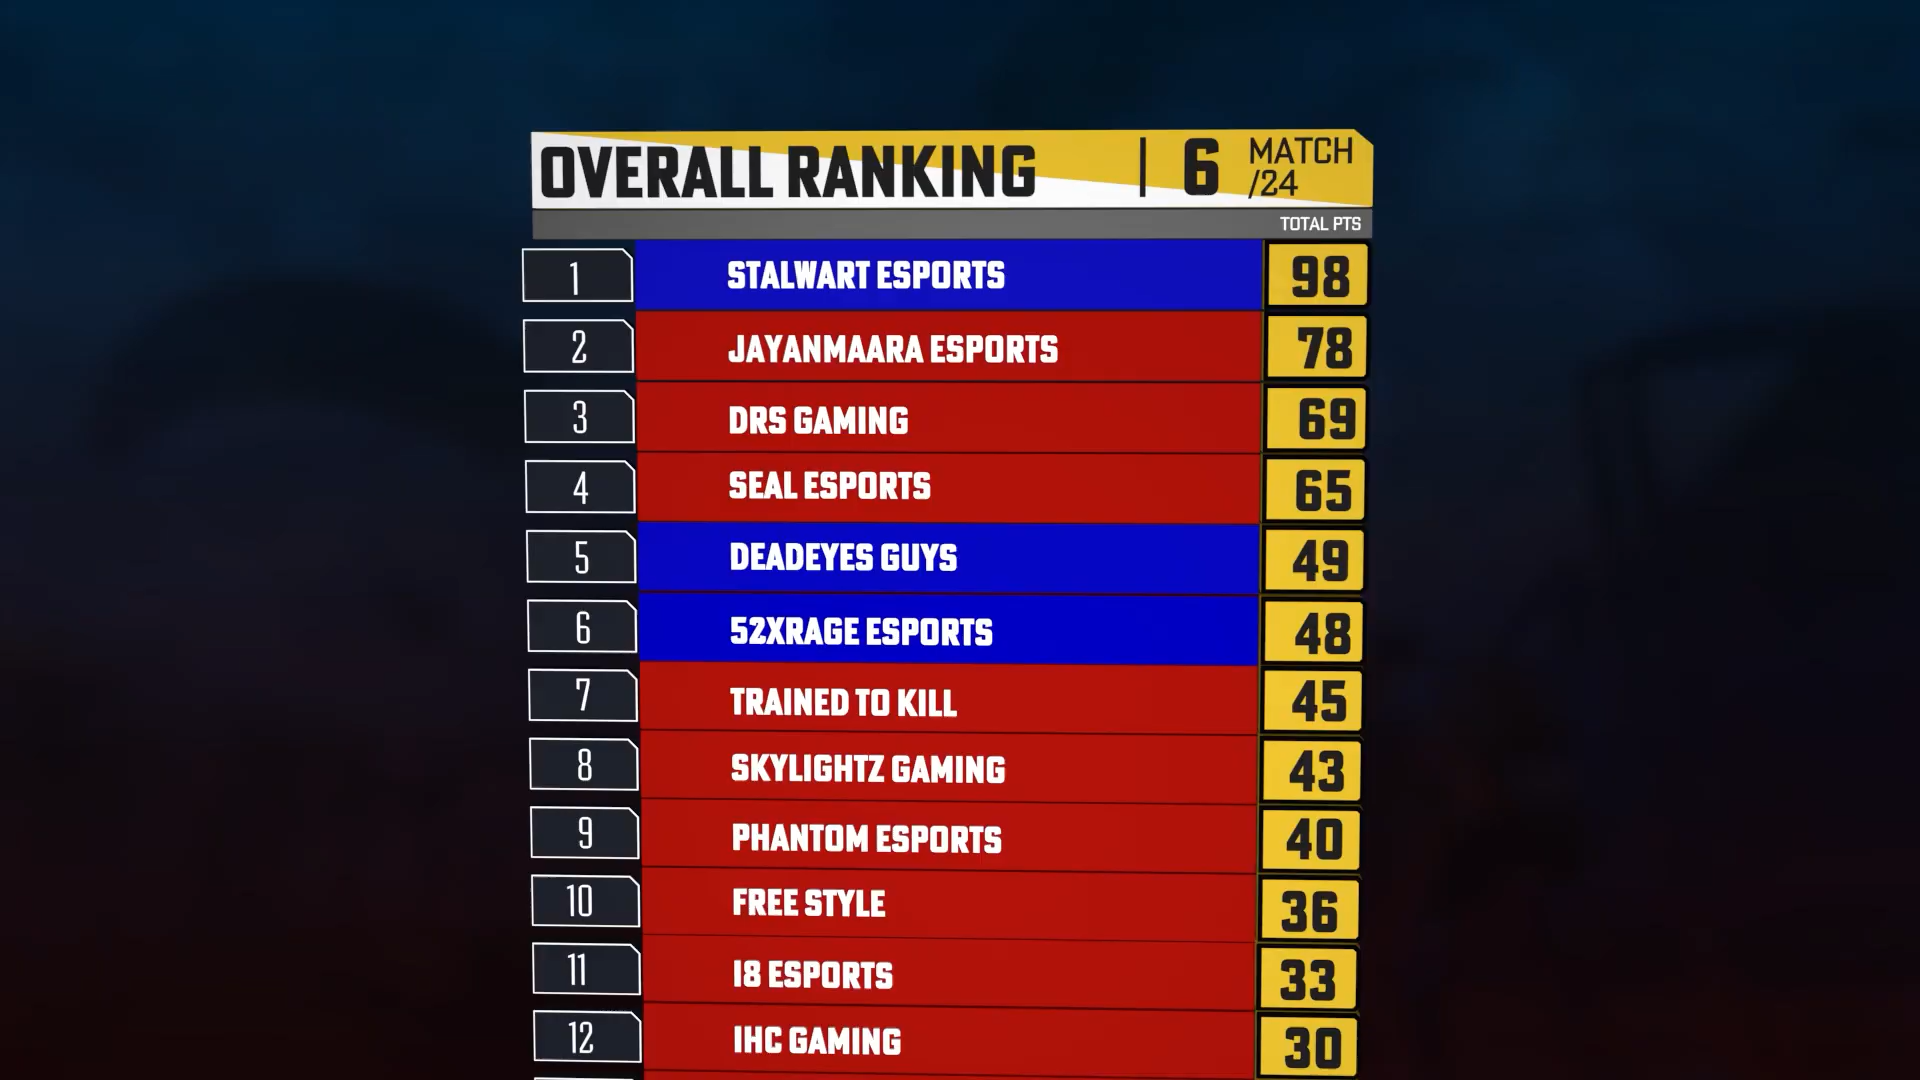 OVERALL RANKING | 6 MATCH /24
TOTAL PTS
1 STALWART ESPORTS 98
2 JAYANMAARA ESPORTS 78
3 DRS GAMING 69
4 SEAL ESPORTS 65
5 DEADEYES GUYS 49
6 52XRAGE ESPORTS 48
7 TRAINED TO KILL 45
8 SKYLIGHTZ GAMING 43
9 PHANTOM ESPORTS 40
10 FREE STYLE 36
11 I8 ESPORTS 33
12 IHC GAMING 30